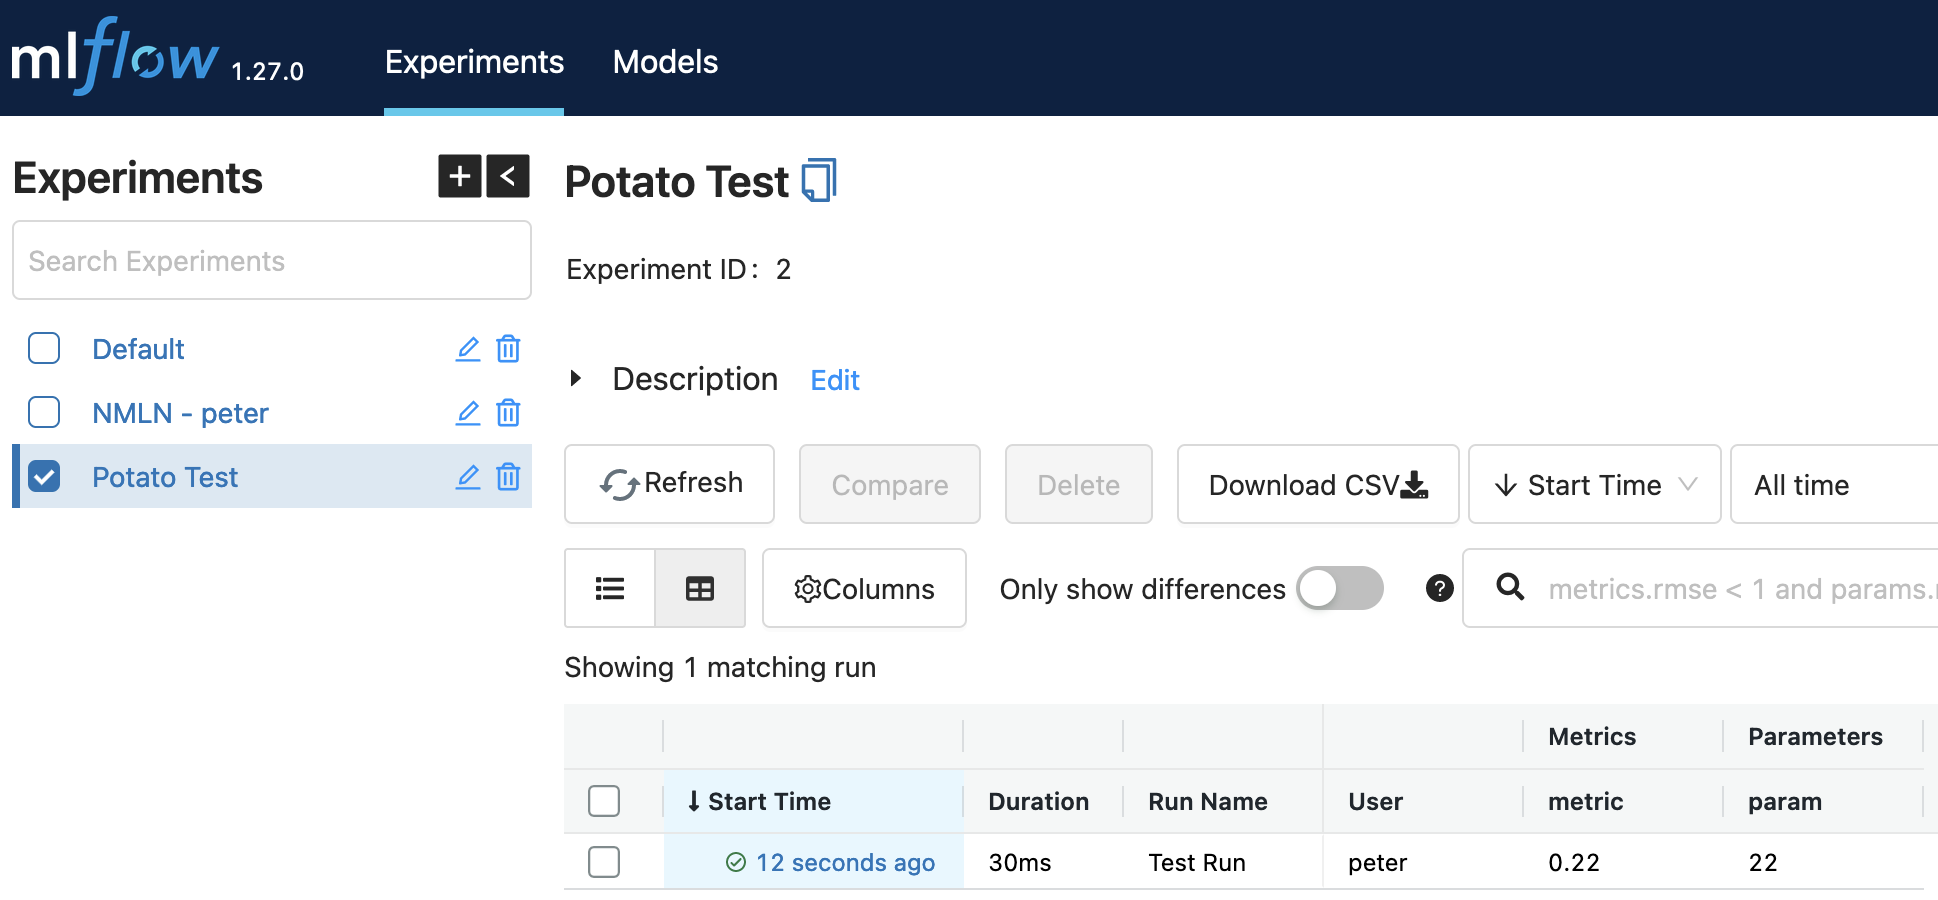 mlflow 1.27.0 Experiments Models
Experiments
Search Experiments
Default
NMLN - peter
Potato Test
Potato Test
Experiment ID: 2
Description Edit
Refresh Compare Delete Download CSV Start Time All time
Columns Only show differences ? metrics.rmse < 1 and params.
Showing 1 matching run
Metrics Parameters
Start Time Duration Run Name User metric param
12 seconds ago 30ms Test Run peter 0.22 22